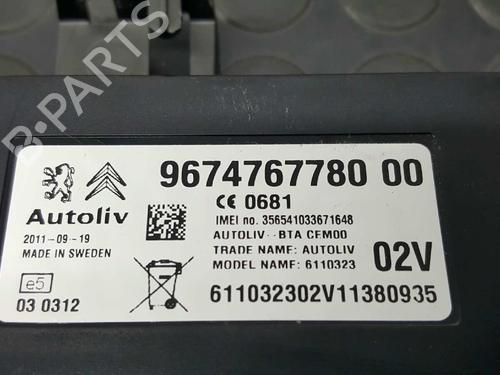 9674767780 00
CE 0681
IMEI no. 356541033671648
AUTOLIV - BTA CEM00
TRADE NAME: AUTOLIV
MODEL NAME: 6110323
02V
611032302V11380935
Autoliv
2011-09-19
MADE IN SWEDEN
e5
03 0312
B-PARTS